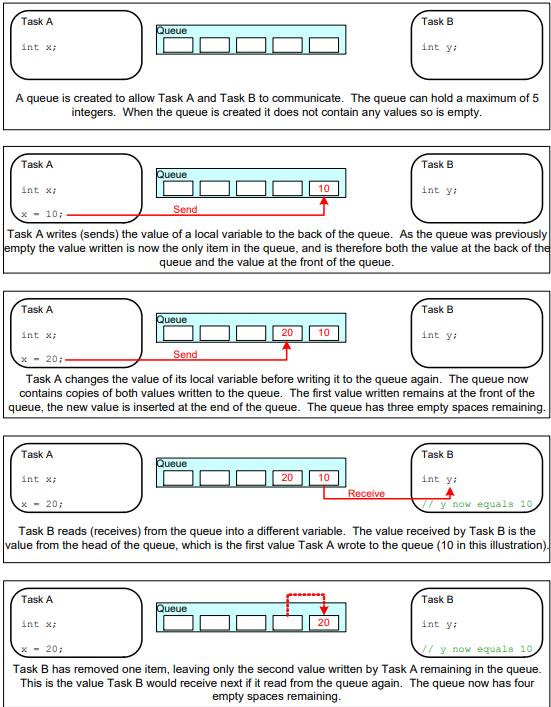 Task A
Task B
Queue
int x;
int y;
A queue is created to allow Task A and Task B to communicate. The queue can hold a maximum of 5
integers. When the queue is created it does not contain any values so is empty.
Task A
Task B
Queue
int x;
10
int y;
x = 10;
Send
Task A writes (sends) the value of a local variable to the back of the queue. As the queue was previously
empty the value written is now the only item in the queue, and is therefore both the value at the back of the
queue and the value at the front of the queue.
Task A
Task B
Queue
int x;
20 10
int y;
x = 20;
Send
Task A changes the value of its local variable before writing it to the queue again. The queue now
contains copies of both values written to the queue. The first value written remains at the front of the
queue, the new value is inserted at the end of the queue. The queue has three empty spaces remaining.
Task A
Task B
Queue
int x;
20 10
int y;
x = 20;
Receive
// y now equals 10
Task B reads (receives) from the queue into a different variable. The value received by Task B is the
value from the head of the queue, which is the first value Task A wrote to the queue (10 in this illustration).
Task A
Task B
Queue
int x;
20
int y;
x = 20;
// y now equals 10
Task B has removed one item, leaving only the second value written by Task A remaining in the queue.
This is the value Task B would receive next if it read from the queue again. The queue now has four
empty spaces remaining.